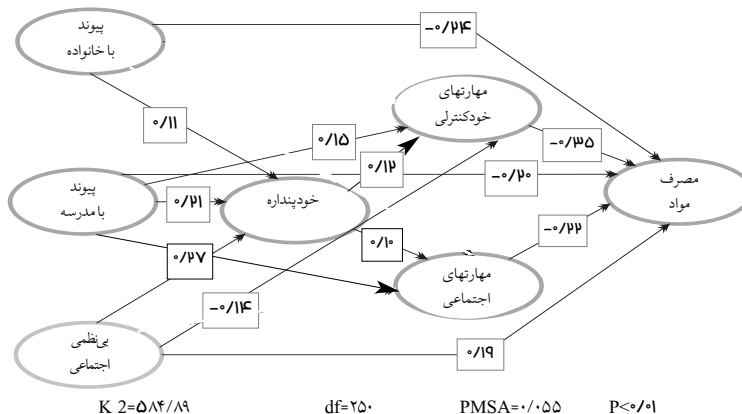 پیوند
با خانواده
-۰/۲۴
مهارتهای
خودکنترلی
۰/۱۱
۰/۱۵
-۰/۳۵
۰/۱۲
پیوند
با مدرسه
۰/۲۱
خودپنداره
-۰/۲۰
مصرف
مواد
۰/۱۰
-۰/۲۲
۰/۲۷
مهارتهای
اجتماعی
-۰/۱۴
بی‌نظمی
اجتماعی
۰/۱۹
K 2=۵۸۴/۸۹ df=۲۵۰ PMSA=۰/۰۵۵ P<۰/۰۱